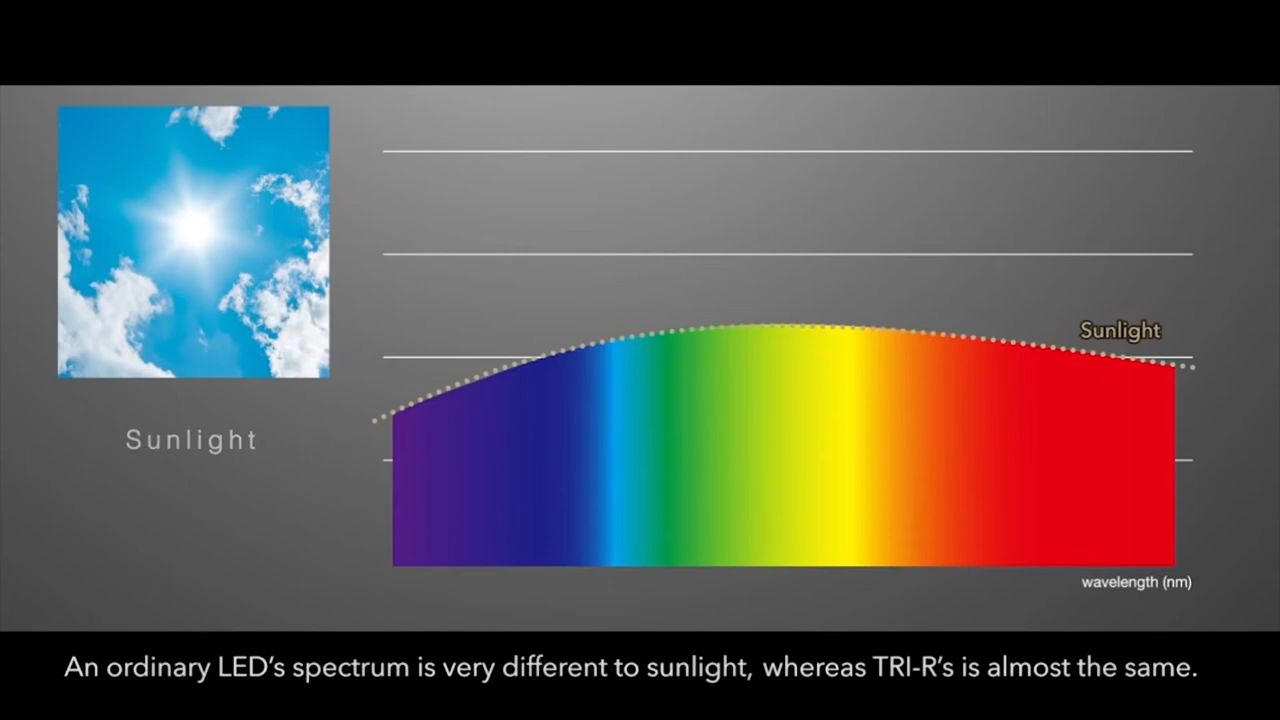 Sunlight
Sunlight
wavelength (nm)
An ordinary LED’s spectrum is very different to sunlight, whereas TRI-R’s is almost the same.